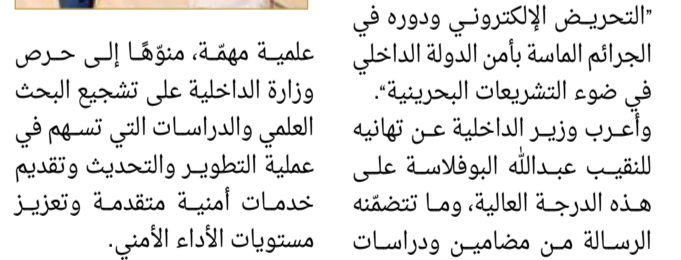 ”التحريض الإلكتروني ودوره في
الجرائم الماسة بأمن الدولة الداخلي
في ضوء التشريعات البحرينية“.
وأعرب وزير الداخلية عن تهانيه
للنقيب عبدالله البوفلاسة على
هذه الدرجة العالية، وما تتضمّنه
الرسالة من مضامين ودراسات
علمية مهمّة، منوّهًا إلى حرص
وزارة الداخلية على تشجيع البحث
العلمي والدراسات التي تسهم في
عملية التطوير والتحديث وتقديم
خدمات أمنية متقدمة وتعزيز
مستويات الأداء الأمني.